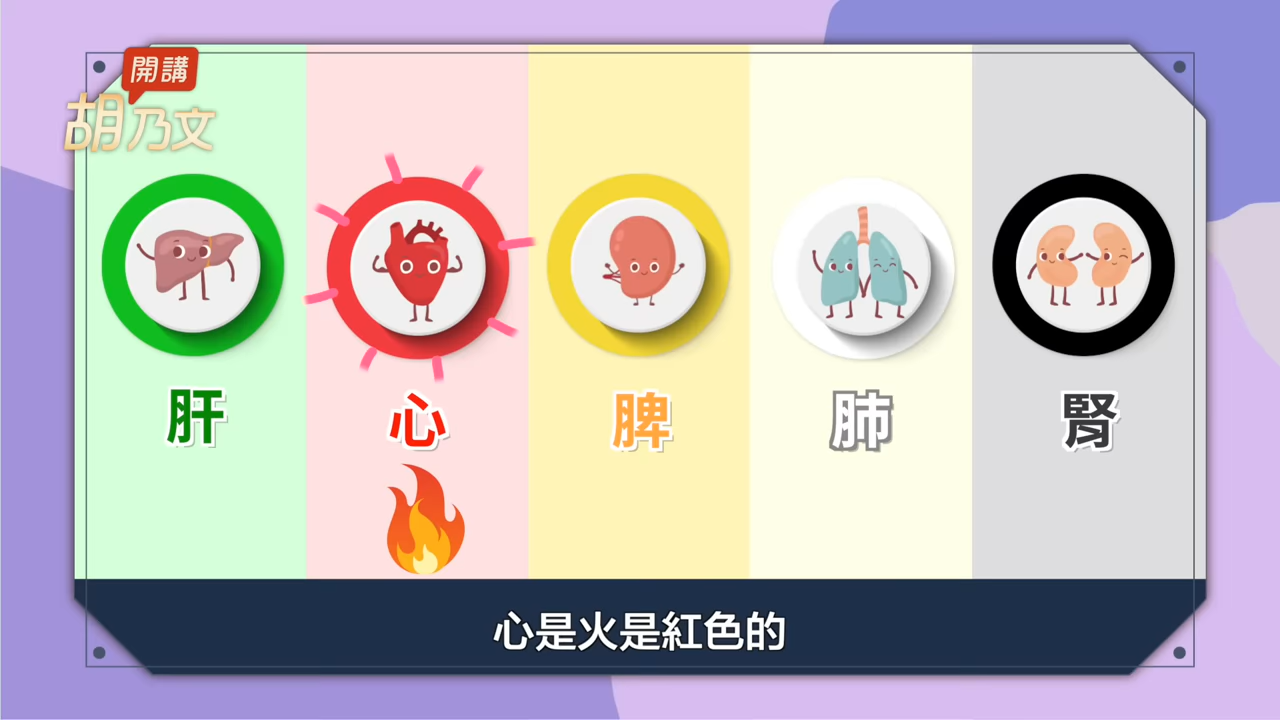 開講
胡乃文
肝
心
脾
肺
腎
心是火是紅色的